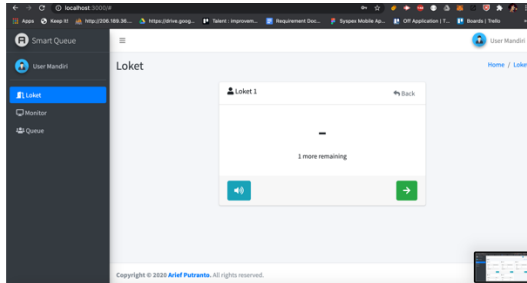 localhost:3000/#
Apps
Keep It!
http://206.189.36....
https://drive.goog...
Talent : Improvem...
Requirement Doc...
Syspex Mobile Ap...
Off Application | T...
Boards | Trello
Smart Queue
User Mandiri
User Mandiri
Loket
Home / Loket
Loket
Monitor
Queue
Loket 1
Back
-
1 more remaining
Copyright © 2020 Arief Putranto. All rights reserved.